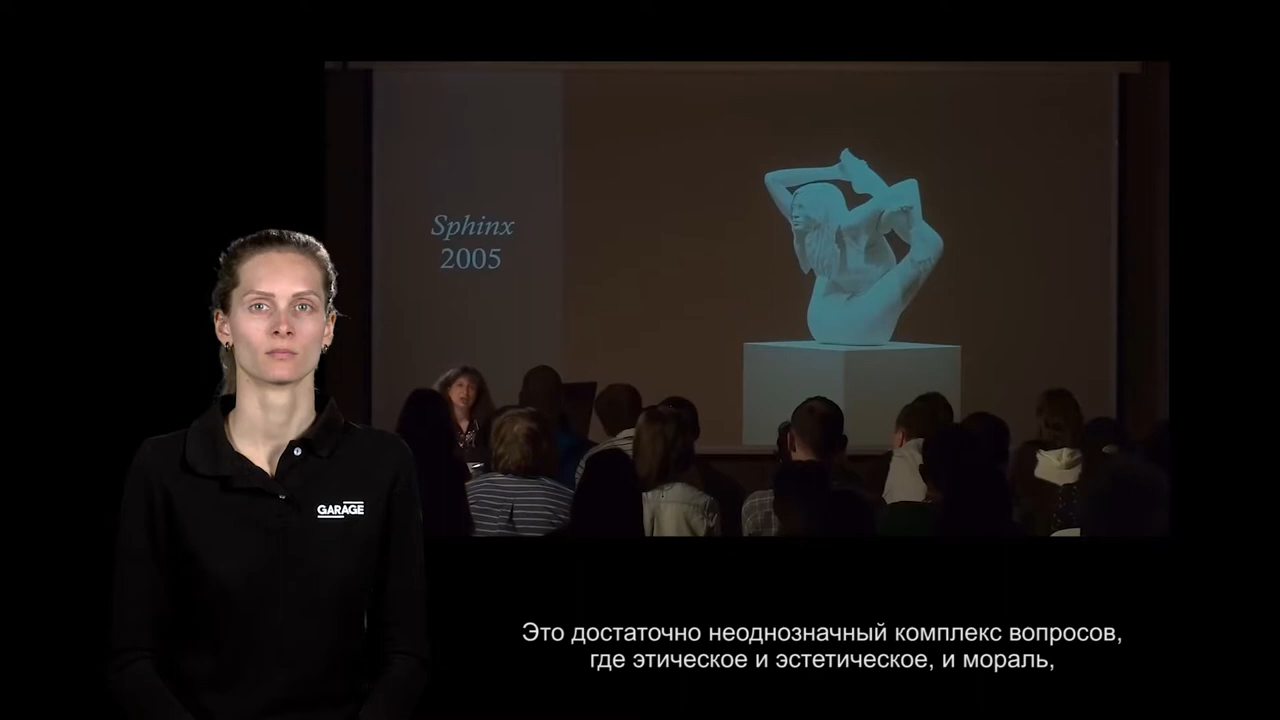 Sphinx
2005
GARAGE
Это достаточно неоднозначный комплекс вопросов,
где этическое и эстетическое, и мораль,